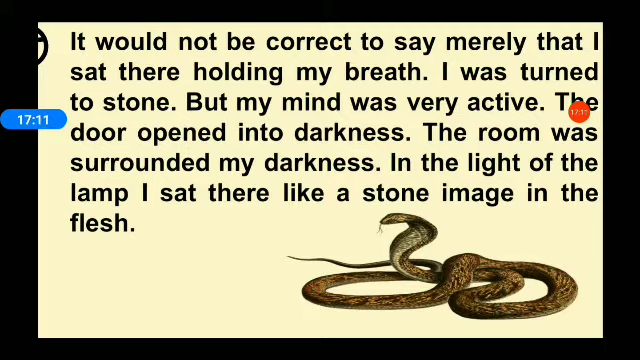 It would not be correct to say merely that I
sat there holding my breath. I was turned
to stone. But my mind was very active. The
17:11
17:11
door opened into darkness. The room was
surrounded my darkness. In the light of the
lamp I sat there like a stone image in the
flesh.